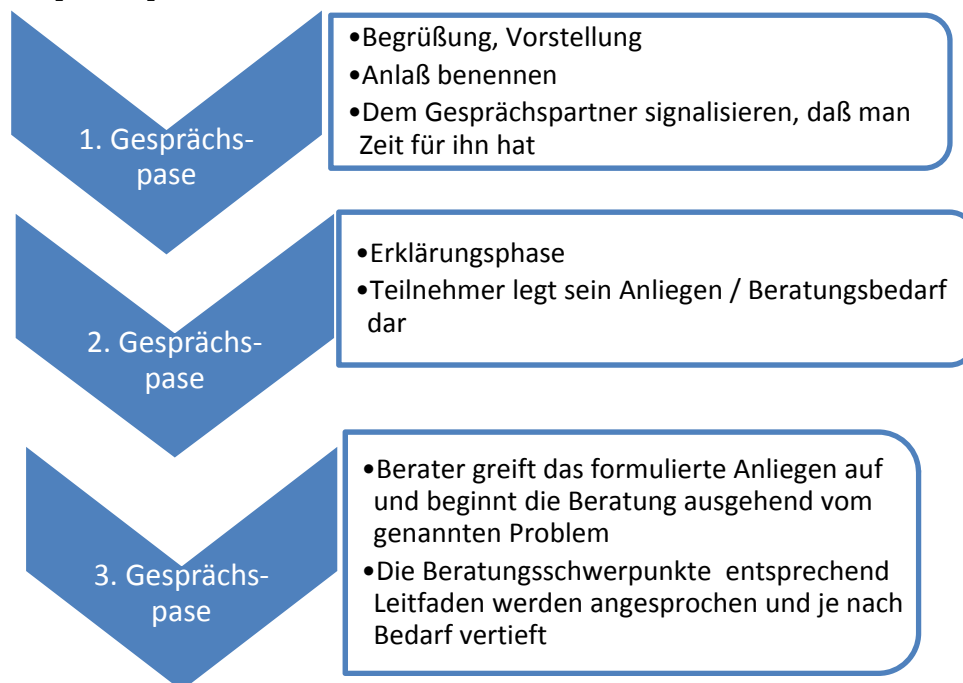 1. Gesprächs-
pase
•Begrüßung, Vorstellung
•Anlaß benennen
•Dem Gesprächspartner signalisieren, daß man
Zeit für ihn hat
2. Gesprächs-
pase
•Erklärungsphase
•Teilnehmer legt sein Anliegen / Beratungsbedarf
dar
3. Gesprächs-
pase
•Berater greift das formulierte Anliegen auf
und beginnt die Beratung ausgehend vom
genannten Problem
•Die Beratungsschwerpunkte  entsprechend
Leitfaden werden angesprochen und je nach
Bedarf vertieft